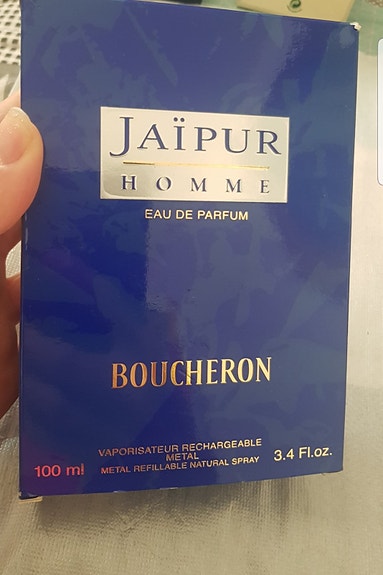 JAÏPUR
HOMME
EAU DE PARFUM
BOUCHERON
VAPORISATEUR RECHARGEABLE
METAL
100 ml METAL REFILLABLE NATURAL SPRAY 3.4 Fl.oz.